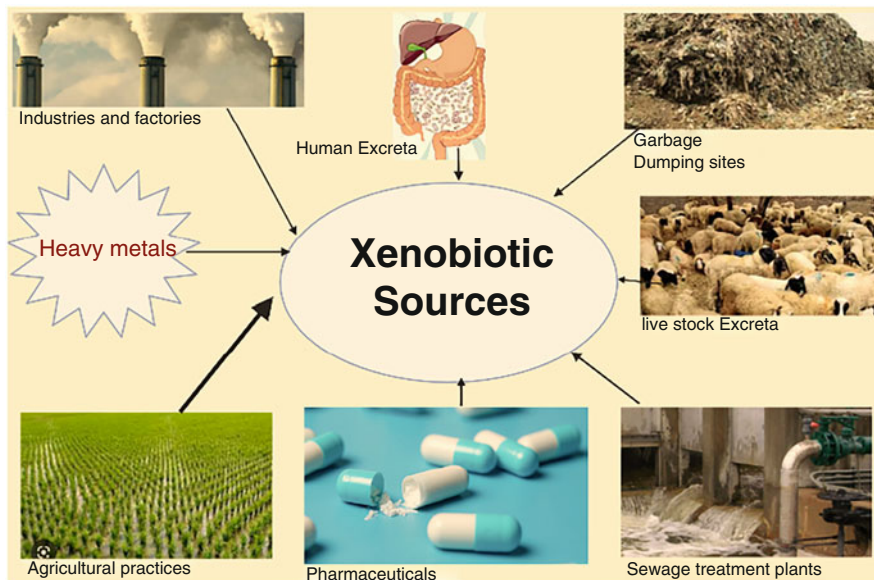 Industries and factories
Human Excreta
Garbage
Dumping sites
Heavy metals
Xenobiotic
Sources
live stock Excreta
Agricultural practices
Pharmaceuticals
Sewage treatment plants